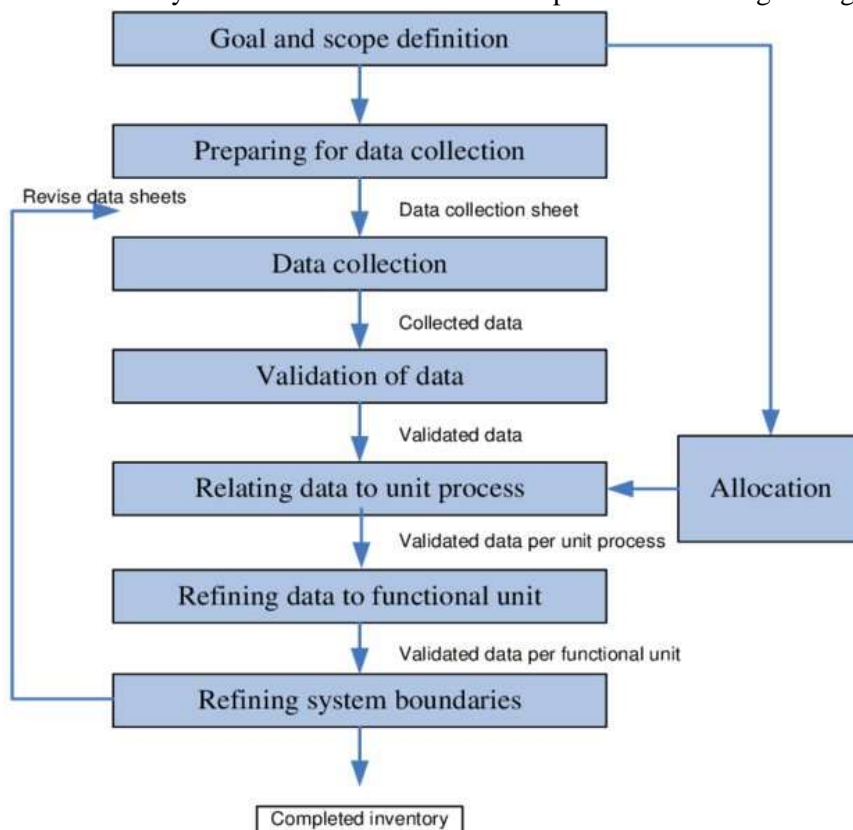 Goal and scope definition
Preparing for data collection
Revise data sheets
Data collection sheet
Data collection
Collected data
Validation of data
Validated data
Relating data to unit process
Allocation
Validated data per unit process
Refining data to functional unit
Validated data per functional unit
Refining system boundaries
Completed inventory